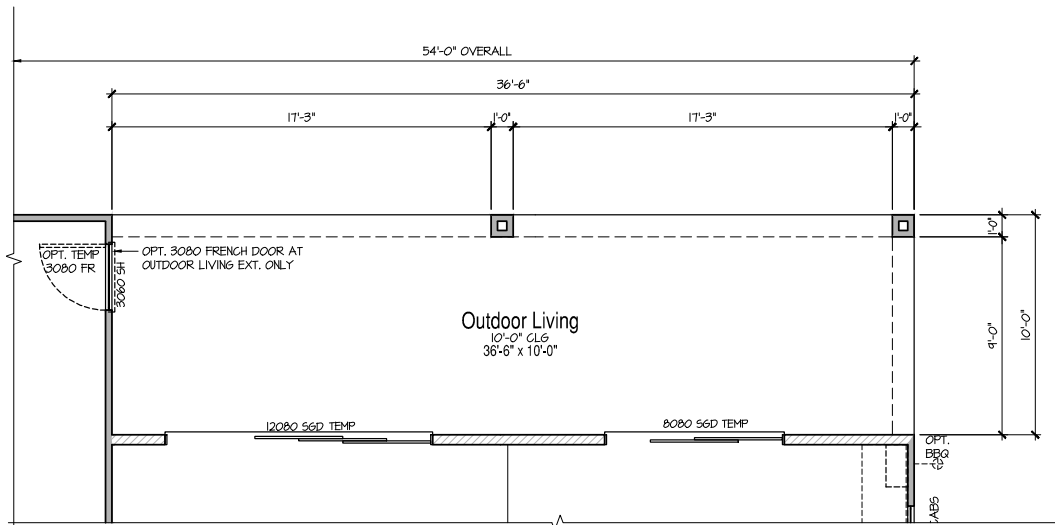 54'-0" OVERALL
36'-6"
17'-3"
1'-0"
17'-3"
1'-0"
OPT. TEMP
3080 FR
3060 SH
OPT. 3080 FRENCH DOOR AT
OUTDOOR LIVING EXT. ONLY
1'-0"
9'-0"
10'-0"
Outdoor Living
10'-0" CLG
36'-6" x 10'-0"
12080 SGD TEMP
8080 SGD TEMP
OPT.
BBQ
CABS